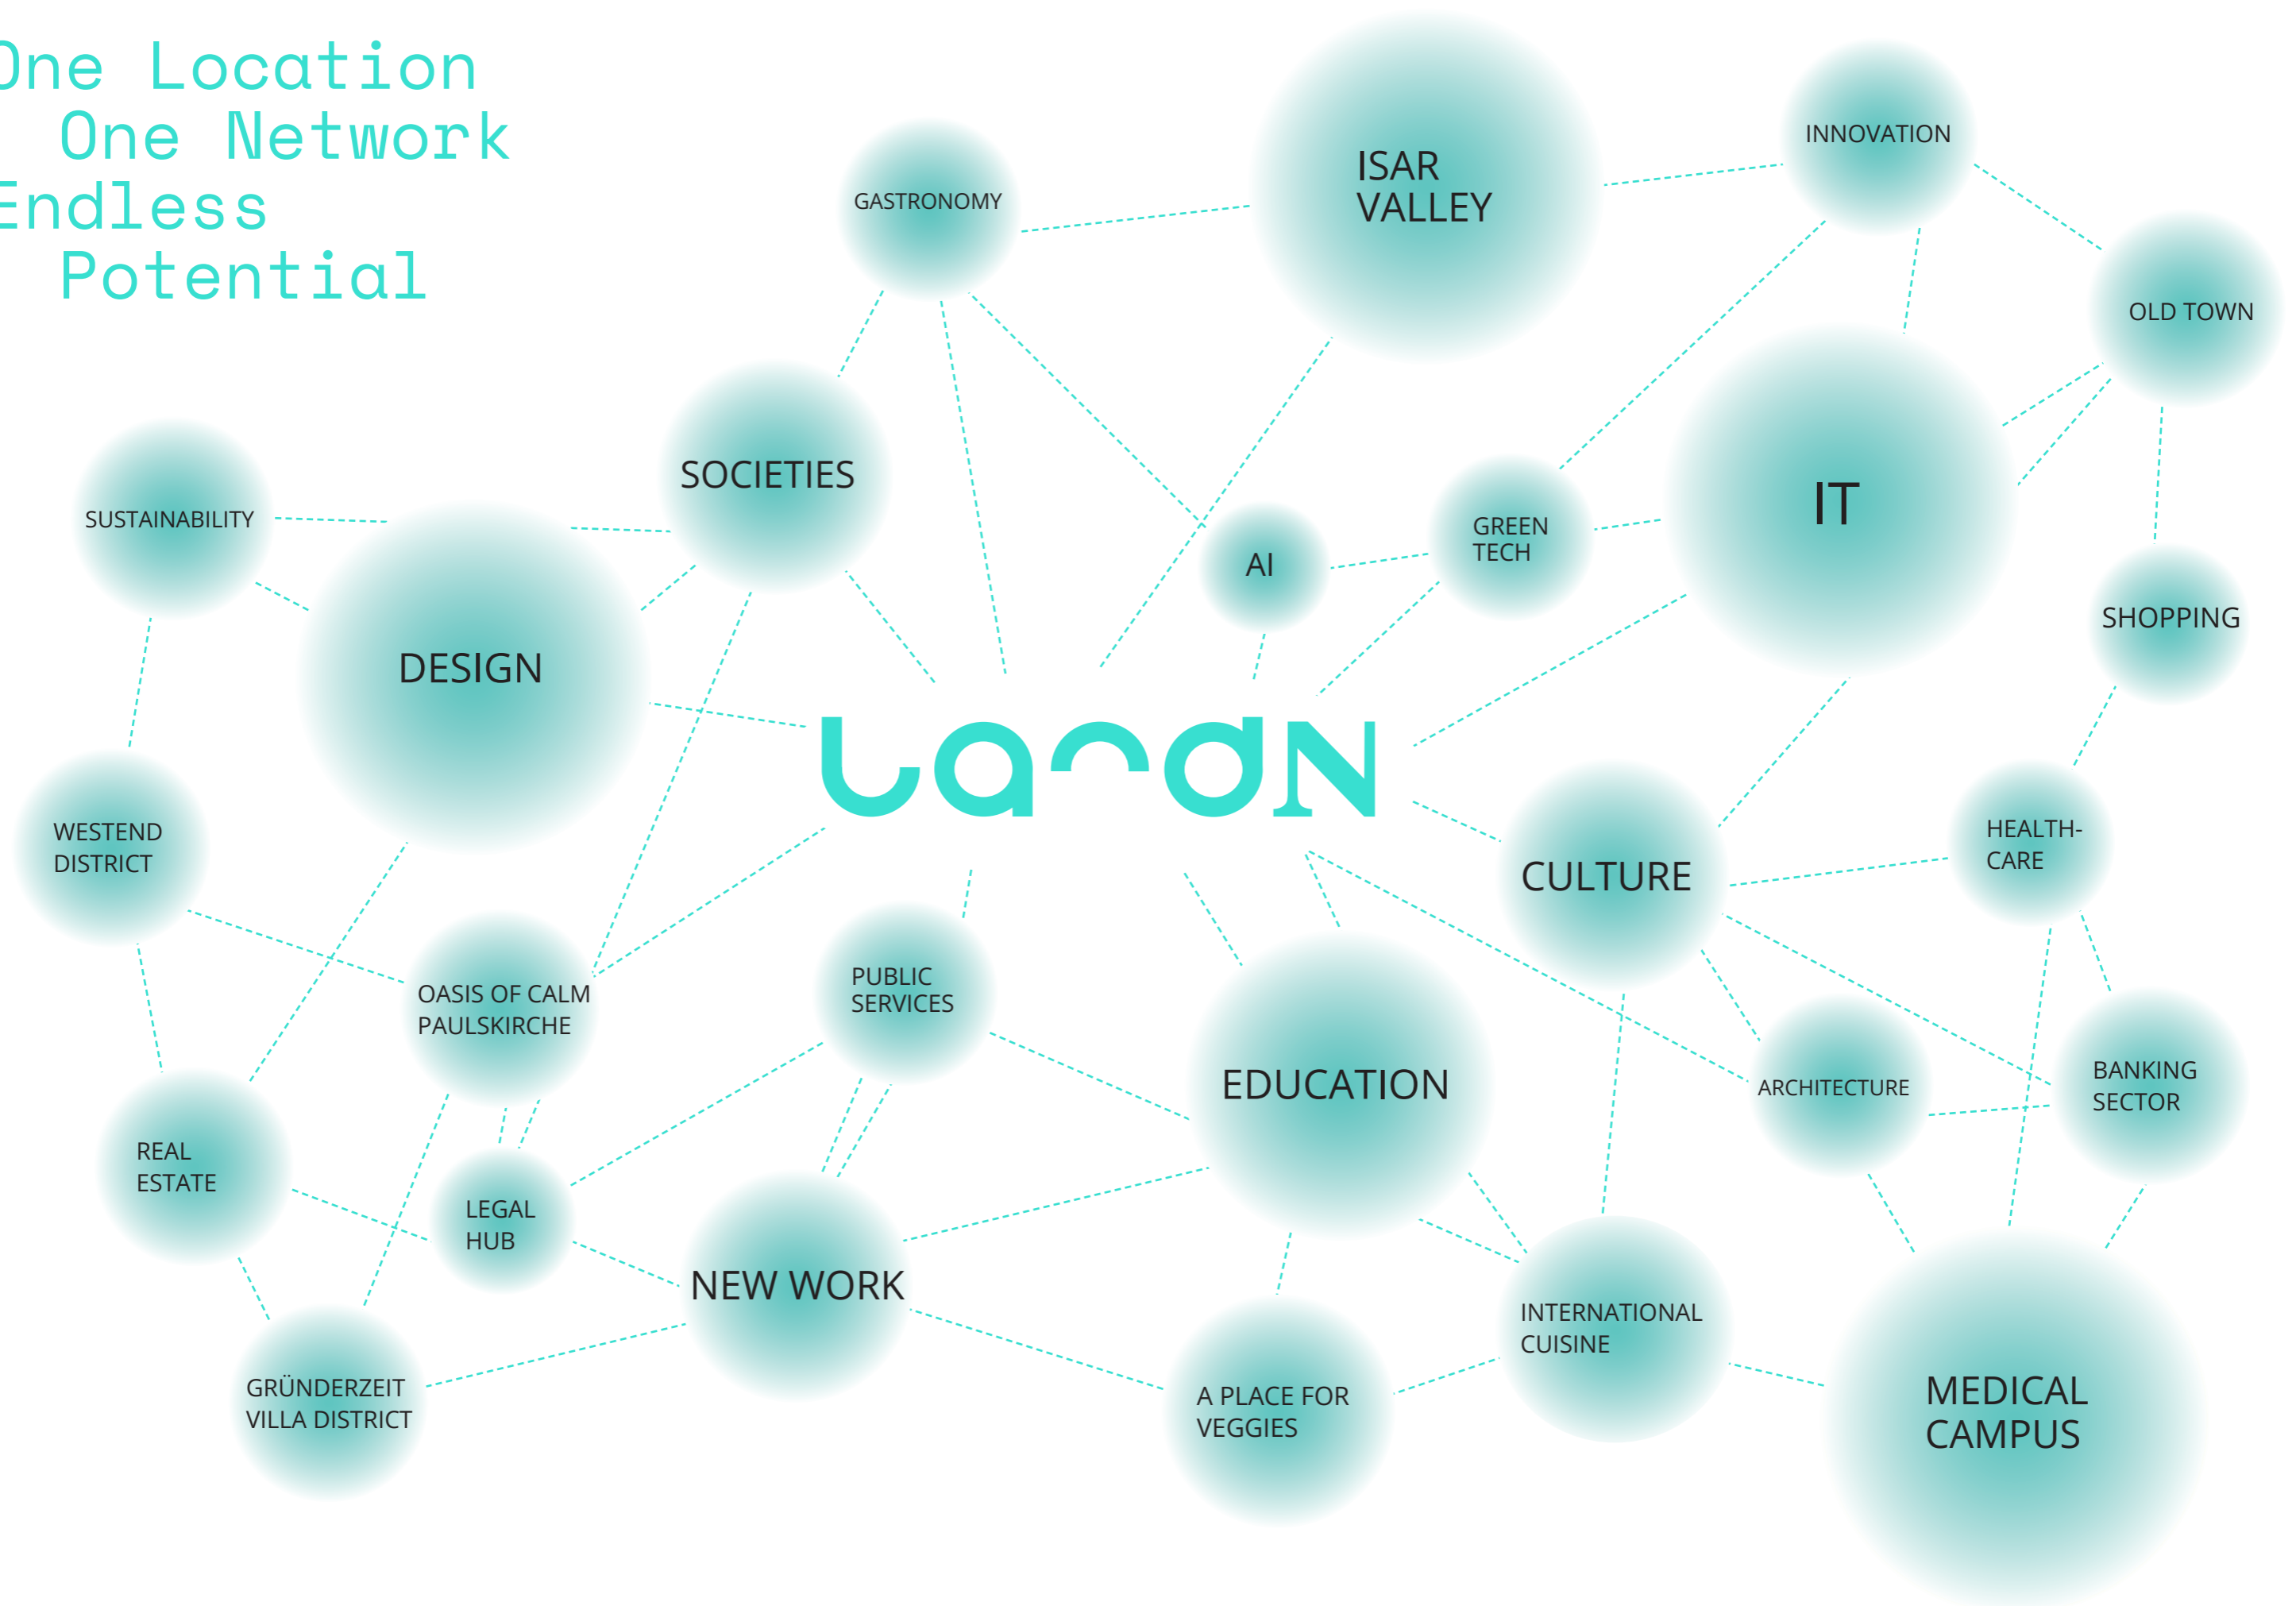 One Location
One Network
Endless
Potential
ISAR
VALLEY
INNOVATION
GASTRONOMY
OLD TOWN
SOCIETIES
IT
SUSTAINABILITY
GREEN
TECH
AI
SHOPPING
DESIGN
LandN
WESTEND
DISTRICT
HEALTH-
CARE
CULTURE
OASIS OF CALM
PAULSKIRCHE
PUBLIC
SERVICES
EDUCATION
ARCHITECTURE
BANKING
SECTOR
REAL
ESTATE
LEGAL
HUB
NEW WORK
INTERNATIONAL
CUISINE
GRÜNDERZEIT
VILLA DISTRICT
A PLACE FOR
VEGGIES
MEDICAL
CAMPUS